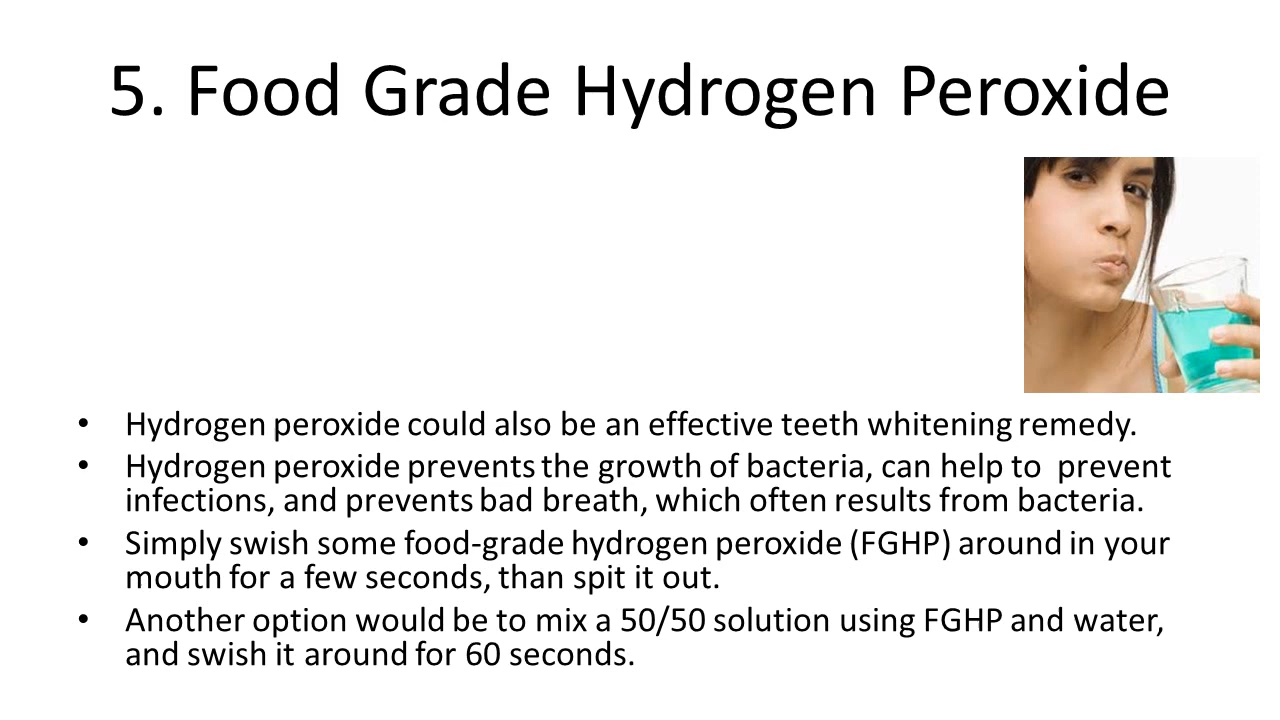 5. Food Grade Hydrogen Peroxide
• Hydrogen peroxide could also be an effective teeth whitening remedy.
• Hydrogen peroxide prevents the growth of bacteria, can help to  prevent
infections, and prevents bad breath, which often results from bacteria.
• Simply swish some food-grade hydrogen peroxide (FGHP) around in your
mouth for a few seconds, than spit it out.
• Another option would be to mix a 50/50 solution using FGHP and water,
and swish it around for 60 seconds.